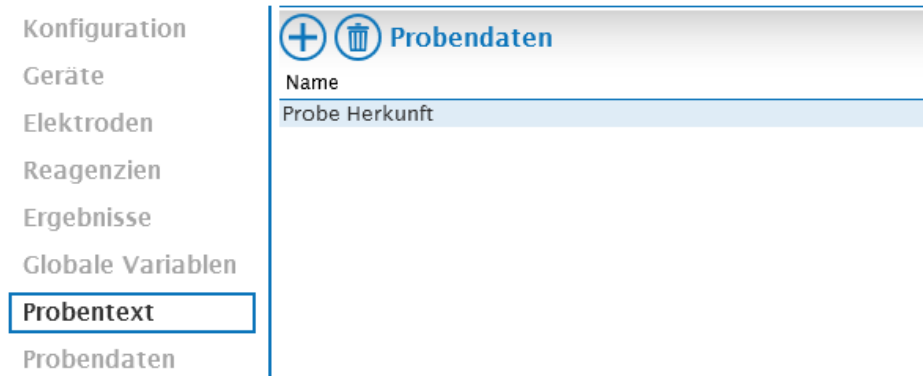 Konfiguration
Geräte
Elektroden
Reagenzien
Ergebnisse
Globale Variablen
Probentext
Probendaten
Probendaten
Name
Probe Herkunft